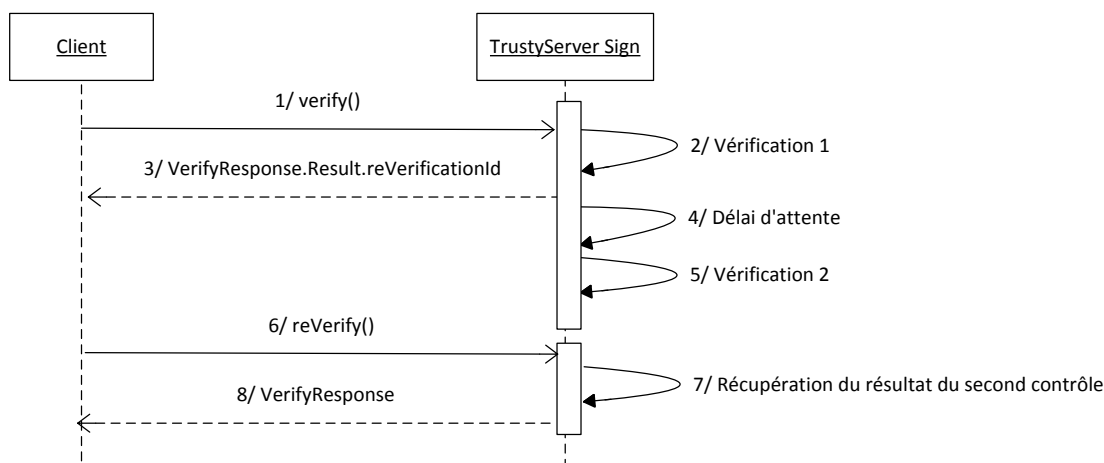 Client
TrustyServer Sign
1/ verify()
2/ Vérification 1
3/ VerifyResponse.Result.reVerificationId
4/ Délai d'attente
5/ Vérification 2
6/ reVerify()
7/ Récupération du résultat du second contrôle
8/ VerifyResponse